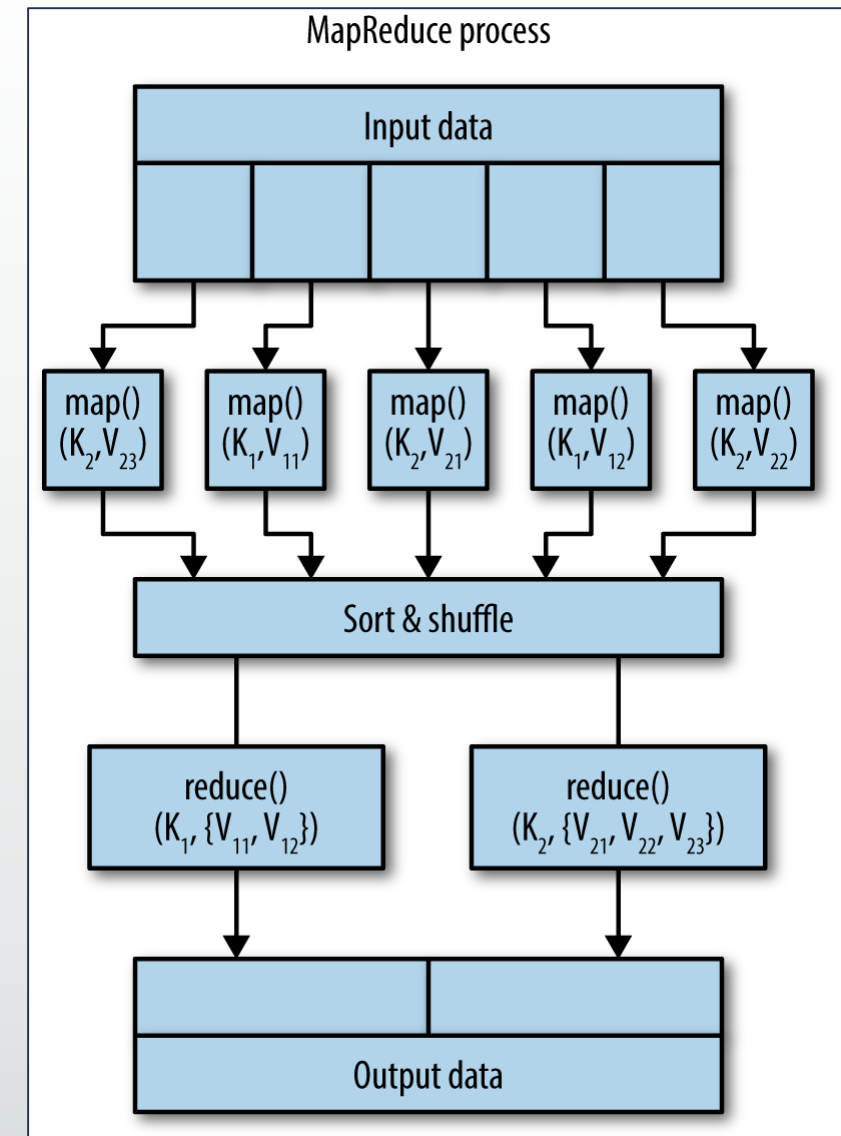 MapReduce process
Input data
map()
(K₂,V₂₃)
map()
(K₁,V₁₁)
map()
(K₂,V₂₁)
map()
(K₁,V₁₂)
map()
(K₂,V₂₂)
Sort & shuffle
reduce()
(K₁, {V₁₁, V₁₂})
reduce()
(K₂, {V₂₁, V₂₂, V₂₃})
Output data